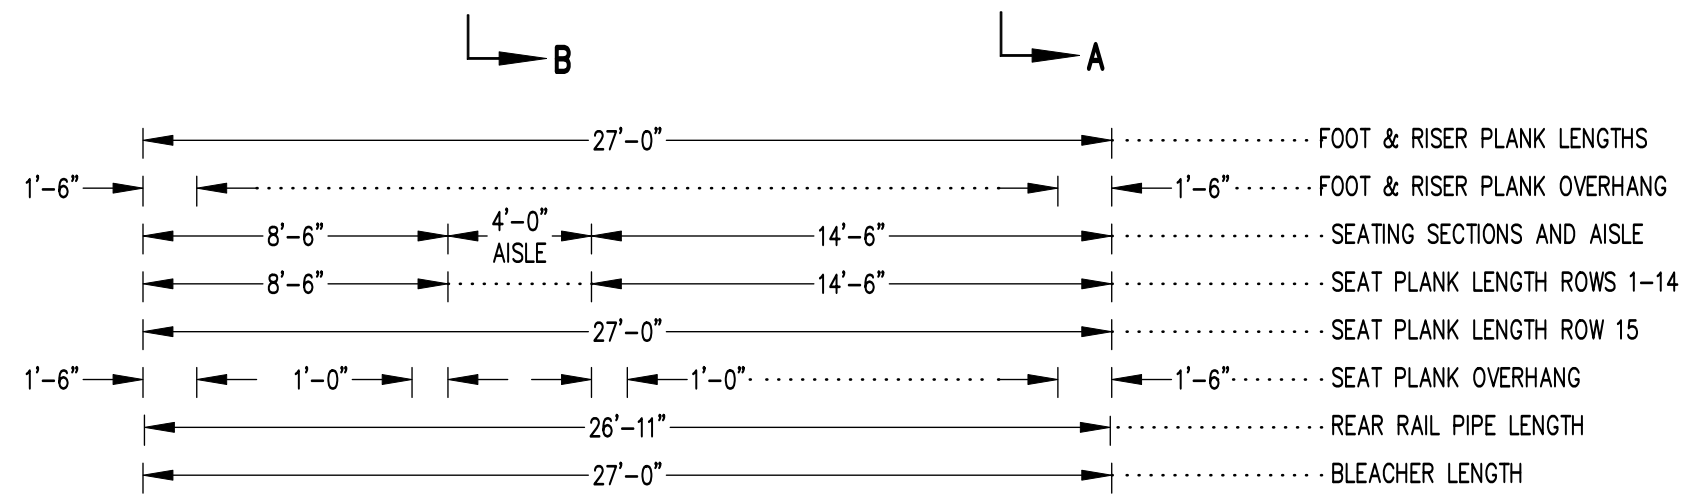 B A
27'-0" FOOT & RISER PLANK LENGTHS
1'-6" 1'-6" FOOT & RISER PLANK OVERHANG
8'-6" 4'-0" 14'-6" SEATING SECTIONS AND AISLE
AISLE
8'-6" 14'-6" SEAT PLANK LENGTH ROWS 1-14
27'-0" SEAT PLANK LENGTH ROW 15
1'-6" 1'-0" 1'-0" 1'-6" SEAT PLANK OVERHANG
26'-11" REAR RAIL PIPE LENGTH
27'-0" BLEACHER LENGTH